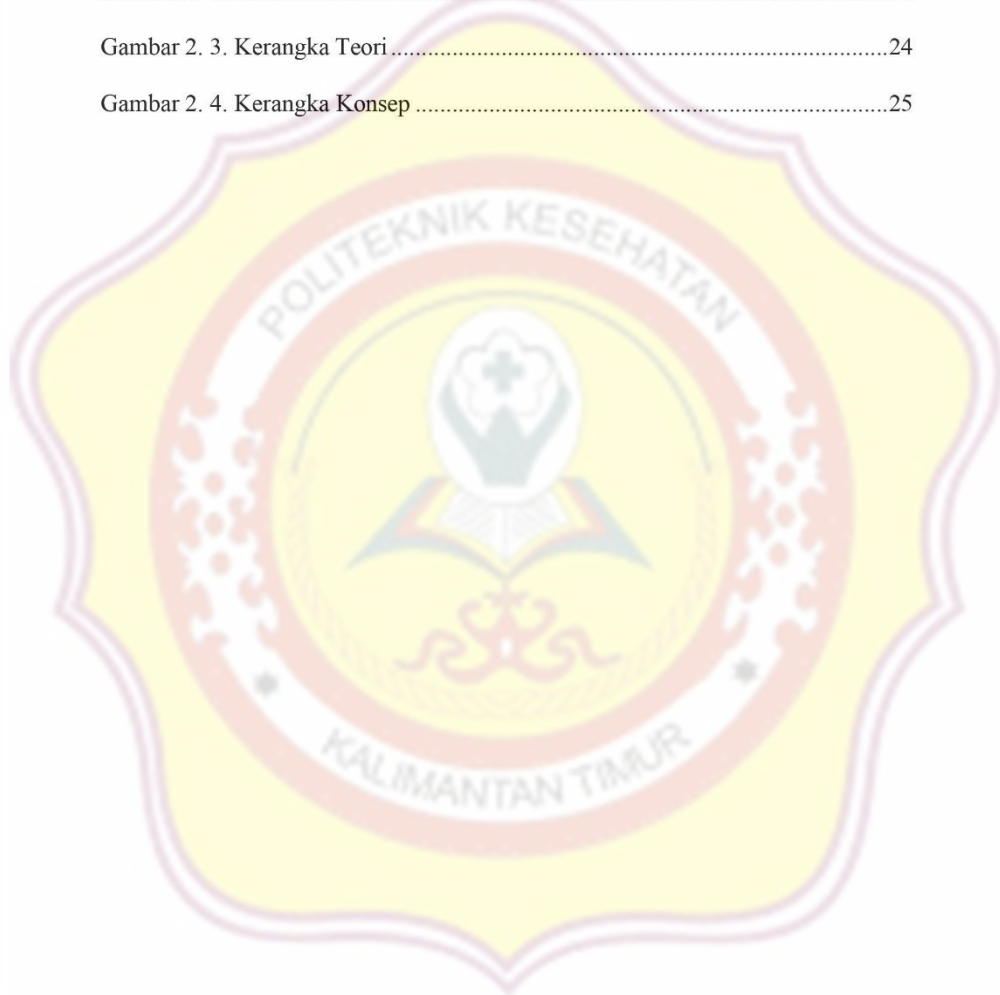 Gambar 2. 3. Kerangka Teori....................................................................................24
Gambar 2. 4. Kerangka Konsep ................................................................................25
POLITEKNIK KESEHATAN
KALIMANTAN TIMUR